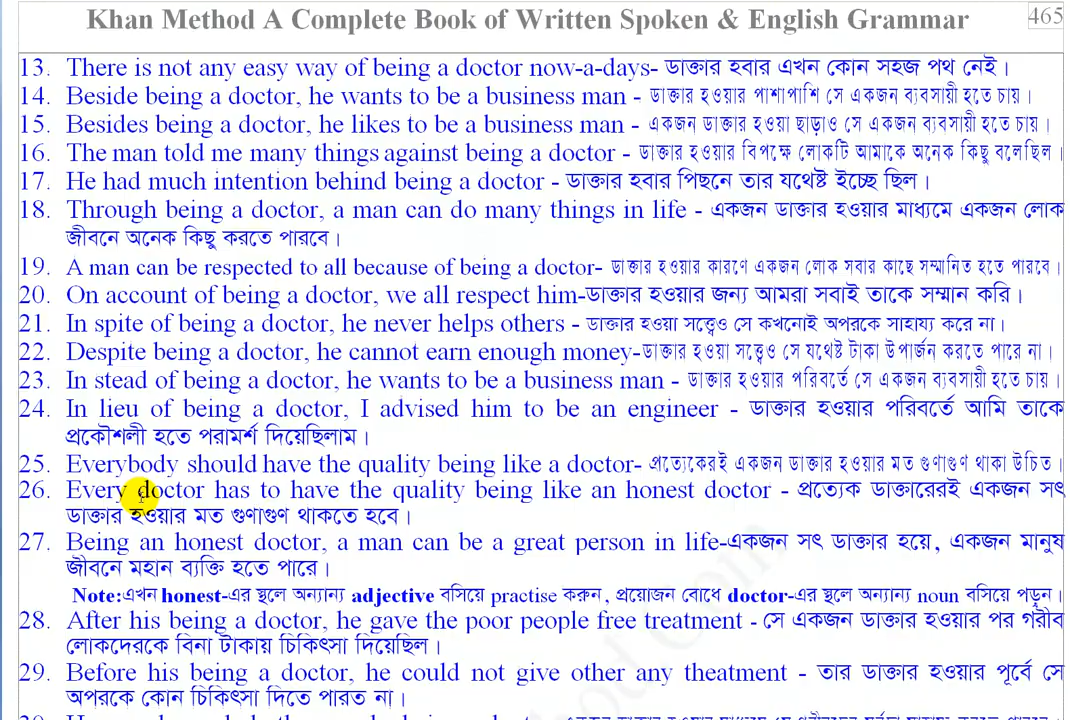 Khan Method A Complete Book of Written Spoken & English Grammar 465
13. There is not any easy way of being a doctor now-a-days- ডাক্তার হবার এখন কোন সহজ পথ নেই।
14. Beside being a doctor, he wants to be a business man - ডাক্তার হওয়ার পাশাপাশি সে একজন ব্যবসায়ী হতে চায়।
15. Besides being a doctor, he likes to be a business man - একজন ডাক্তার হওয়া ছাড়াও সে একজন ব্যবসায়ী হতে চায়।
16. The man told me many things against being a doctor - ডাক্তার হওয়ার বিপক্ষে লোকটি আমাকে অনেক কিছু বলেছিল।
17. He had much intention behind being a doctor - ডাক্তার হবার পিছনে তার যথেষ্ট ইচ্ছে ছিল।
18. Through being a doctor, a man can do many things in life - একজন ডাক্তার হওয়ার মাধ্যমে একজন লোক
জীবনে অনেক কিছু করতে পারবে।
19. A man can be respected to all because of being a doctor- ডাক্তার হওয়ার কারণে একজন লোক সবার কাছে সম্মানিত হতে পারবে।
20. On account of being a doctor, we all respect him-ডাক্তার হওয়ার জন্য আমরা সবাই তাকে সম্মান করি।
21. In spite of being a doctor, he never helps others - ডাক্তার হওয়া সত্ত্বেও সে কখনোই অপরকে সাহায্য করে না।
22. Despite being a doctor, he cannot earn enough money-ডাক্তার হওয়া সত্ত্বেও সে যথেষ্ট টাকা উপার্জন করতে পারে না।
23. In stead of being a doctor, he wants to be a business man - ডাক্তার হওয়ার পরিবর্তে সে একজন ব্যবসায়ী হতে চায়।
24. In lieu of being a doctor, I advised him to be an engineer - ডাক্তার হওয়ার পরিবর্তে আমি তাকে
প্রকৌশলী হতে পরামর্শ দিয়েছিলাম।
25. Everybody should have the quality being like a doctor- প্রত্যেকেরই একজন ডাক্তার হওয়ার মত গুণাগুণ থাকা উচিত।
26. Every doctor has to have the quality being like an honest doctor - প্রত্যেক ডাক্তারেরই একজন সৎ
ডাক্তার হওয়ার মত গুণাগুণ থাকতে হবে।
27. Being an honest doctor, a man can be a great person in life-একজন সৎ ডাক্তার হয়ে, একজন মানুষ
জীবনে মহান ব্যক্তি হতে পারে।
Note:এখন honest-এর স্থলে অন্যান্য adjective বসিয়ে practise করুন, প্রয়োজন বোধে doctor-এর স্থলে অন্যান্য noun বসিয়ে পড়ুন।
28. After his being a doctor, he gave the poor people free treatment - সে একজন ডাক্তার হওয়ার পর গরীব
লোকদেরকে বিনা টাকায় চিকিৎসা দিয়েছিল।
29. Before his being a doctor, he could not give other any theatment - তার ডাক্তার হওয়ার পূর্বে সে
অপরকে কোন চিকিৎসা দিতে পারত না।